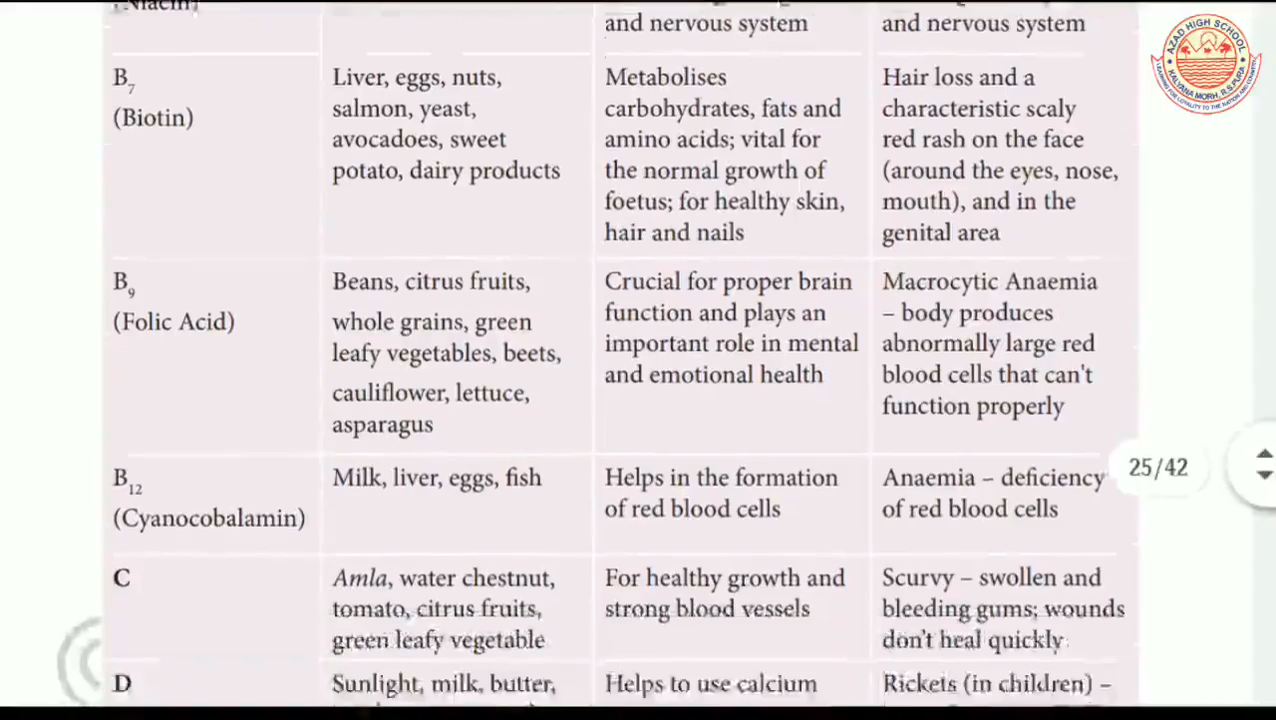 (Niacin)
and nervous system
and nervous system
B7
(Biotin)
Liver, eggs, nuts,
salmon, yeast,
avocadoes, sweet
potato, dairy products
Metabolises
carbohydrates, fats and
amino acids; vital for
the normal growth of
foetus; for healthy skin,
hair and nails
Hair loss and a
characteristic scaly
red rash on the face
(around the eyes, nose,
mouth), and in the
genital area
B9
(Folic Acid)
Beans, citrus fruits,
whole grains, green
leafy vegetables, beets,
cauliflower, lettuce,
asparagus
Crucial for proper brain
function and plays an
important role in mental
and emotional health
Macrocytic Anaemia
– body produces
abnormally large red
blood cells that can't
function properly
B12
(Cyanocobalamin)
Milk, liver, eggs, fish
Helps in the formation
of red blood cells
Anaemia – deficiency
of red blood cells
C
Amla, water chestnut,
tomato, citrus fruits,
green leafy vegetable
For healthy growth and
strong blood vessels
Scurvy – swollen and
bleeding gums; wounds
don't heal quickly
D
Sunlight, milk, butter,
Helps to use calcium
Rickets (in children) –
25/42
AZAD HIGH SCHOOL
KALYANA MORH, R.S.PURA